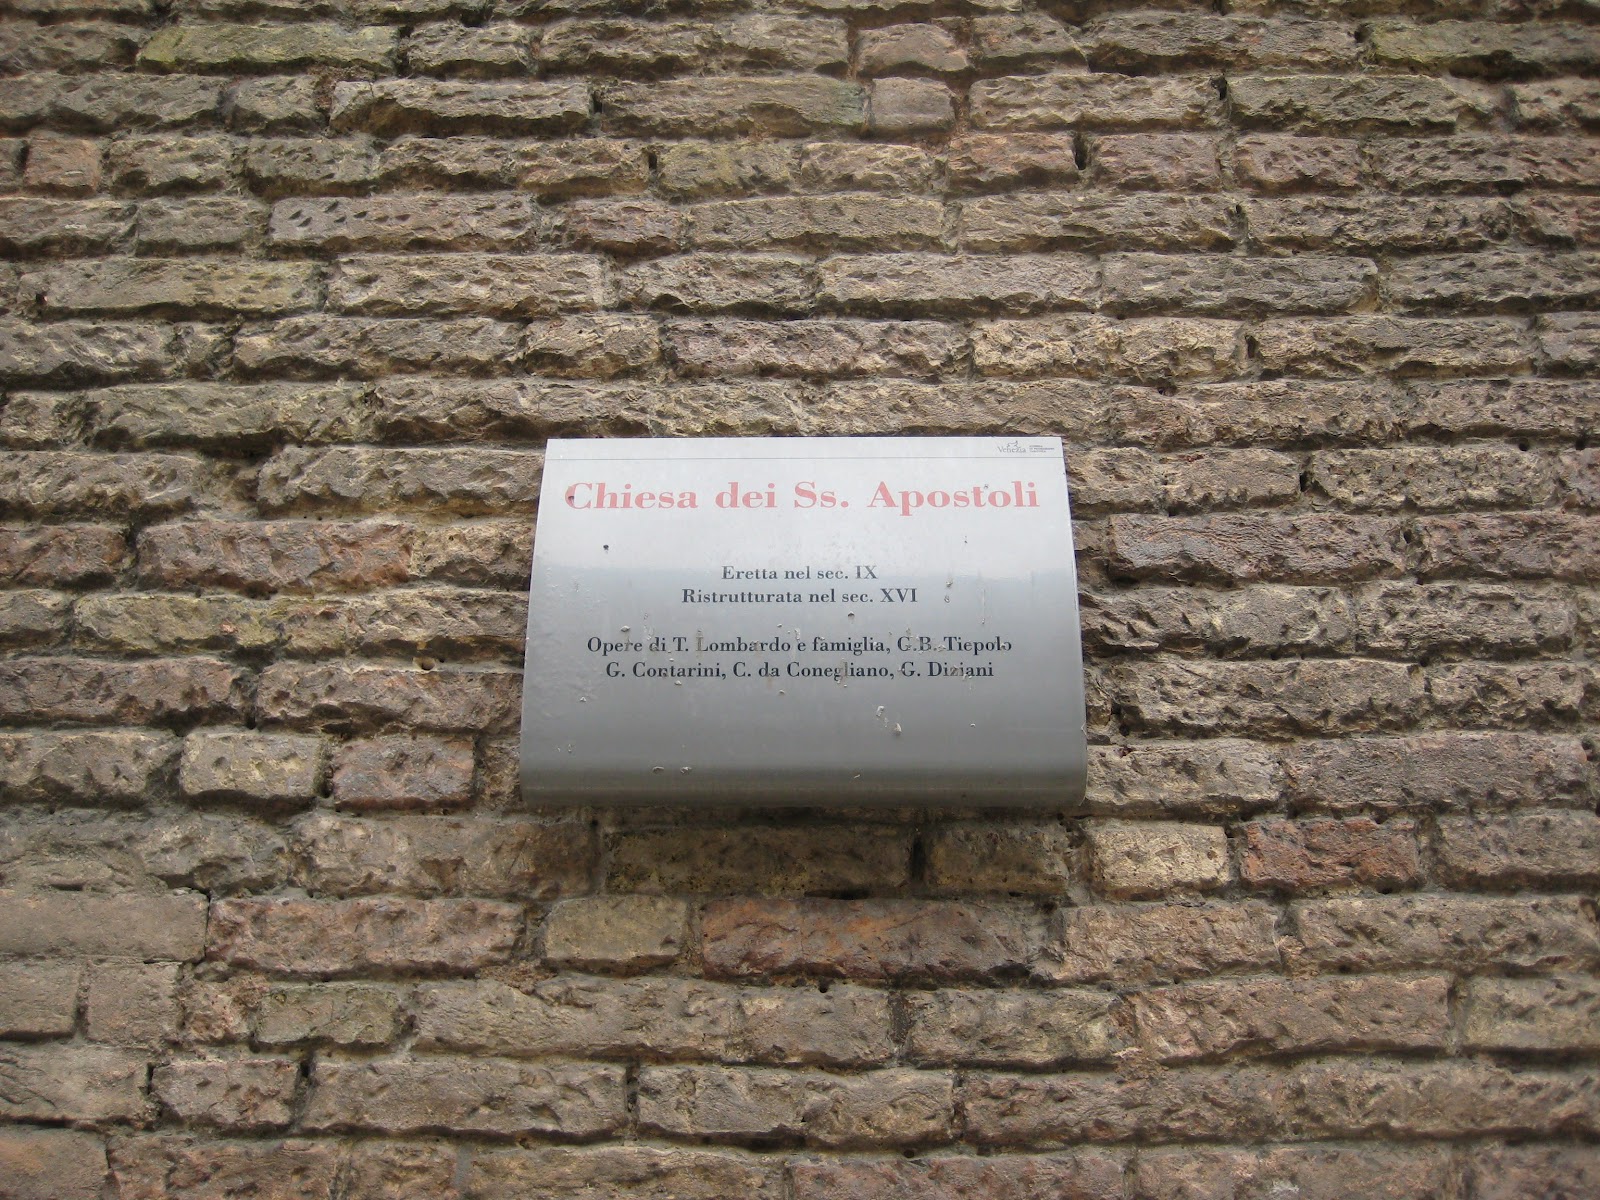 Venezia
Chiesa dei Ss. Apostoli
Eretta nel sec. IX
Ristrutturata nel sec. XVI
Opere di T. Lombardo e famiglia, G.B. Tiepolo
G. Contarini, C. da Conegliano, G. Diziani